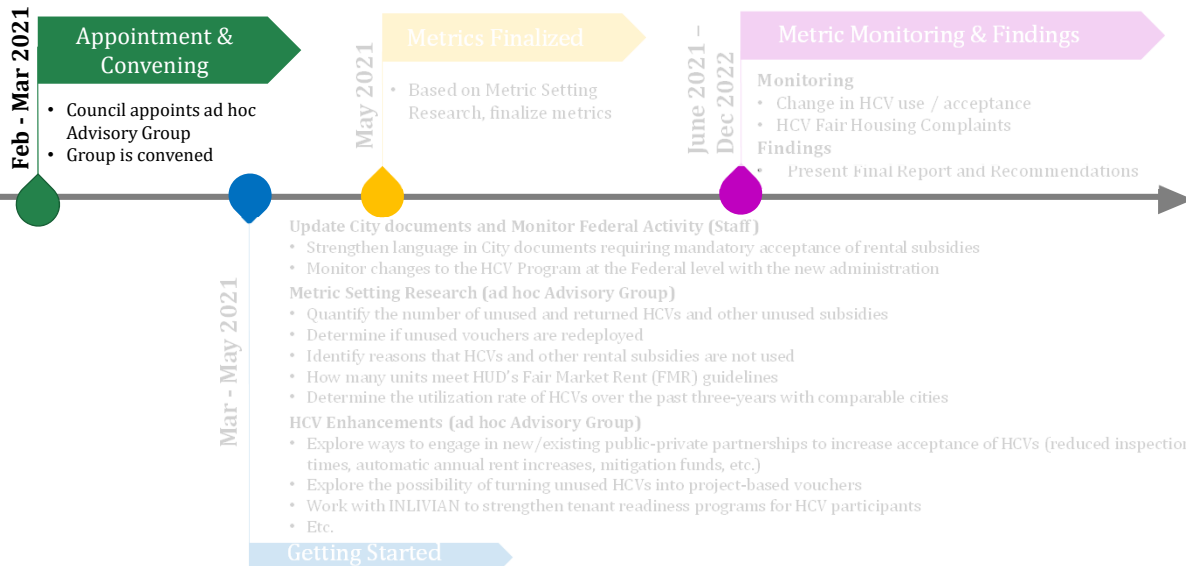 Feb - Mar 2021
Appointment &
Convening
• Council appoints ad hoc
Advisory Group
• Group is convened
May 2021
Metrics Finalized
• Based on Metric Setting
Research, finalize metrics
June 2021 –
Dec 2022
Metric Monitoring & Findings
Monitoring
• Change in HCV use / acceptance
• HCV Fair Housing Complaints
Findings
• Present Final Report and Recommendations
Mar - May 2021
Update City documents and Monitor Federal Activity (Staff)
• Strengthen language in City documents requiring mandatory acceptance of rental subsidies
• Monitor changes to the HCV Program at the Federal level with the new administration
Metric Setting Research (ad hoc Advisory Group)
• Quantify the number of unused and returned HCVs and other unused subsidies
• Determine if unused vouchers are redeployed
• Identify reasons that HCVs and other rental subsidies are not used
• How many units meet HUD's Fair Market Rent (FMR) guidelines
• Determine the utilization rate of HCVs over the past three-years with comparable cities
HCV Enhancements (ad hoc Advisory Group)
• Explore ways to engage in new/existing public-private partnerships to increase acceptance of HCVs (reduced inspection
times, automatic annual rent increases, mitigation funds, etc.)
• Explore the possibility of turning unused HCVs into project-based vouchers
• Work with INLIVIAN to strengthen tenant readiness programs for HCV participants
• Etc.
Getting Started